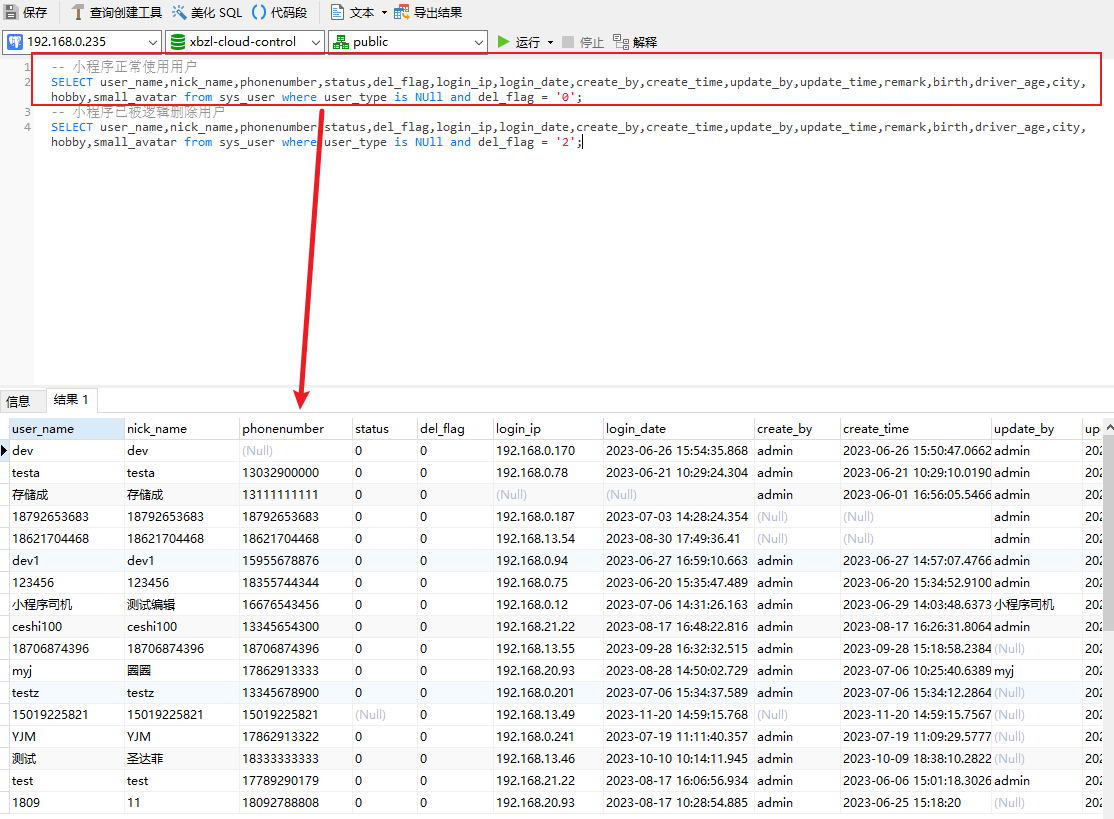 保存 查询创建工具 美化 SQL () 代码段 文本 导出结果
192.168.0.235 xbzl-cloud-control public 运行 停止 解释
1 -- 小程序正常使用用户
2 SELECT user_name,nick_name,phonenumber,status,del_flag,login_ip,login_date,create_by,create_time,update_by,update_time,remark,birth,driver_age,city,
hobby,small_avatar from sys_user where user_type is NUll and del_flag = '0';
3 -- 小程序已被逻辑删除用户
4 SELECT user_name,nick_name,phonenumber,status,del_flag,login_ip,login_date,create_by,create_time,update_by,update_time,remark,birth,driver_age,city,
hobby,small_avatar from sys_user where user_type is NUll and del_flag = '2';
信息 结果 1
user_name nick_name phonenumber status del_flag login_ip login_date create_by create_time update_by up
dev dev (Null) 0 0 192.168.0.170 2023-06-26 15:54:35.868 admin 2023-06-26 15:50:47.0662 admin 202
testa testa 13032900000 0 0 192.168.0.78 2023-06-21 10:29:24.304 admin 2023-06-21 10:29:10.0190 admin 202
存储成 存储成 13111111111 0 0 (Null) (Null) admin 2023-06-01 16:56:05.5466 admin 202
18792653683 18792653683 18792653683 0 0 192.168.0.187 2023-07-03 14:28:24.354 (Null) (Null) admin 202
18621704468 18621704468 18621704468 0 0 192.168.13.54 2023-08-30 17:49:36.41 (Null) (Null) admin 202
dev1 dev1 15955678876 0 0 192.168.0.94 2023-06-27 16:59:10.663 admin 2023-06-27 14:57:07.4766 admin 202
123456 123456 18355744344 0 0 192.168.0.75 2023-06-20 15:35:47.489 admin 2023-06-20 15:34:52.9100 admin 202
小程序司机 测试编辑 16676543456 0 0 192.168.0.12 2023-07-06 14:31:26.163 admin 2023-06-29 14:03:48.6373 小程序司机 202
ceshi100 ceshi100 13345654300 0 0 192.168.21.22 2023-08-17 16:48:22.816 admin 2023-08-17 16:26:31.8064 admin 202
18706874396 18706874396 18706874396 0 0 192.168.13.55 2023-09-28 16:32:32.515 admin 2023-09-28 15:18:58.2384 (Null) 202
myj 圈圈 17862913333 0 0 192.168.20.93 2023-08-28 14:50:02.729 admin 2023-07-06 10:25:40.6389 myj 202
testz testz 13345678900 0 0 192.168.0.201 2023-07-06 15:34:37.589 admin 2023-07-06 15:34:12.2864 (Null) 202
15019225821 15019225821 15019225821 (Null) 0 192.168.13.49 2023-11-20 14:59:15.768 (Null) 2023-11-20 14:59:15.7567 (Null) 202
YJM YJM 17862913322 0 0 192.168.0.241 2023-07-19 11:11:40.357 admin 2023-07-19 11:09:29.5777 (Null) 202
测试 圣达菲 18333333333 0 0 192.168.13.46 2023-10-10 10:14:11.945 admin 2023-10-09 18:38:10.2822 (Null) 202
test test 17789290179 0 0 192.168.21.22 2023-08-17 16:06:56.934 admin 2023-06-06 15:01:18.3026 admin 202
1809 11 18092788808 0 0 192.168.20.93 2023-08-17 10:28:54.885 admin 2023-06-25 15:18:20 (Null) 202